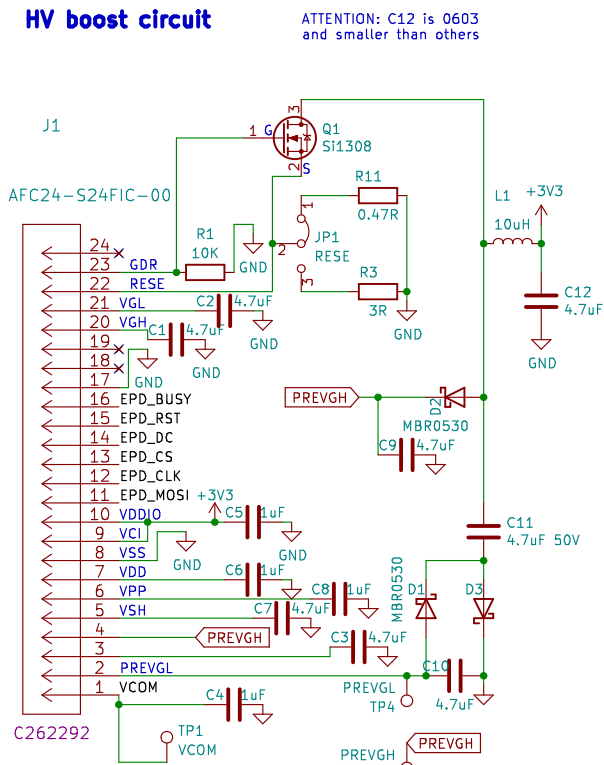 HV boost circuit
ATTENTION: C12 is 0603
and smaller than others
J1
3
1 G
Q1
Si1308
2 S
AFC24-S24FIC-00
R11
0.47R
L1
+3V3
10uH
R1
10K
GND
1
2
JP1
RESE
3
R3
3R
GND
C12
4.7uF
GND
24
23 GDR
22 RESE
21 VGL
C2 4.7uF
GND
20 VGH
C1 4.7uF
GND
19
18
17
GND
16 EPD_BUSY
15 EPD_RST
14 EPD_DC
13 EPD_CS
12 EPD_CLK
11 EPD_MOSI
PREVGH
D2
MBR0530
C9 4.7uF
10 VDDIO
+3V3
C5 1uF
GND
9 VCI
8 VSS
GND
7 VDD
C6 1uF
6 VPP
C8 1uF
5 VSH
C7 4.7uF
4
PREVGH
3
C3 4.7uF
2 PREVGL
1 VCOM
C11
4.7uF 50V
MBR0530
D1
D3
C10
4.7uF
PREVGL
TP4
C4 1uF
C262292
TP1
VCOM
PREVGH
PREVGH